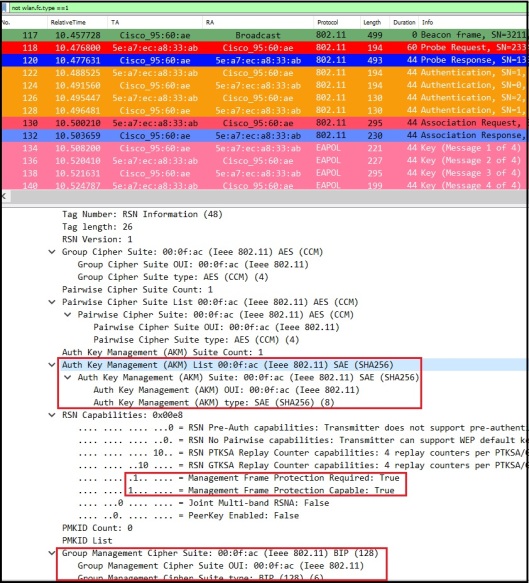 not wlan.fc.type ==1
No. RelativeTime TA RA Protocol Length Duration Info
117 10.457728 Cisco_95:60:ae Broadcast 802.11 499 0 Beacon frame, SN=3211,
118 10.476800 5e:a7:ec:a8:33:ab Cisco_95:60:ae 802.11 194 60 Probe Request, SN=233
120 10.477631 Cisco_95:60:ae 5e:a7:ec:a8:33:ab 802.11 493 44 Probe Response, SN=13
122 10.488525 5e:a7:ec:a8:33:ab Cisco_95:60:ae 802.11 194 44 Authentication, SN=1,
124 10.491560 Cisco_95:60:ae 5e:a7:ec:a8:33:ab 802.11 194 44 Authentication, SN=0,
126 10.495447 5e:a7:ec:a8:33:ab Cisco_95:60:ae 802.11 130 44 Authentication, SN=2,
128 10.496481 Cisco_95:60:ae 5e:a7:ec:a8:33:ab 802.11 130 44 Authentication, SN=1,
130 10.500210 5e:a7:ec:a8:33:ab Cisco_95:60:ae 802.11 295 44 Association Request,
132 10.503659 Cisco_95:60:ae 5e:a7:ec:a8:33:ab 802.11 230 44 Association Response,
134 10.508200 Cisco_95:60:ae 5e:a7:ec:a8:33:ab EAPOL 221 44 Key (Message 1 of 4)
136 10.520410 5e:a7:ec:a8:33:ab Cisco_95:60:ae EAPOL 227 44 Key (Message 2 of 4)
138 10.521631 Cisco_95:60:ae 5e:a7:ec:a8:33:ab EAPOL 295 44 Key (Message 3 of 4)
140 10.524787 5e:a7:ec:a8:33:ab Cisco_95:60:ae EAPOL 199 44 Key (Message 4 of 4)
Tag Number: RSN Information (48)
Tag length: 26
RSN Version: 1
Group Cipher Suite: 00:0f:ac (Ieee 802.11) AES (CCM)
Group Cipher Suite OUI: 00:0f:ac (Ieee 802.11)
Group Cipher Suite type: AES (CCM) (4)
Pairwise Cipher Suite Count: 1
Pairwise Cipher Suite List 00:0f:ac (Ieee 802.11) AES (CCM)
Pairwise Cipher Suite: 00:0f:ac (Ieee 802.11) AES (CCM)
Pairwise Cipher Suite OUI: 00:0f:ac (Ieee 802.11)
Pairwise Cipher Suite type: AES (CCM) (4)
Auth Key Management (AKM) Suite Count: 1
Auth Key Management (AKM) List 00:0f:ac (Ieee 802.11) SAE (SHA256)
Auth Key Management (AKM) Suite: 00:0f:ac (Ieee 802.11) SAE (SHA256)
Auth Key Management (AKM) OUI: 00:0f:ac (Ieee 802.11)
Auth Key Management (AKM) type: SAE (SHA256) (8)
RSN Capabilities: 0x00e8
.... .... .... ...0 = RSN Pre-Auth capabilities: Transmitter does not support pre-authenti
.... .... .... ..0. = RSN No Pairwise capabilities: Transmitter can support WEP default ke
.... .... .... 10.. = RSN PTKSA Replay Counter capabilities: 4 replay counters per PTKSA/G
.... .... ..10 .... = RSN GTKSA Replay Counter capabilities: 4 replay counters per PTKSA/G
.... .... .1.. .... = Management Frame Protection Required: True
.... .... 1... .... = Management Frame Protection Capable: True
.... ...0 .... .... = Joint Multi-band RSNA: False
.... ..0. .... .... = PeerKey Enabled: False
PMKID Count: 0
PMKID List
Group Management Cipher Suite: 00:0f:ac (Ieee 802.11) BIP (128)
Group Management Cipher Suite OUI: 00:0f:ac (Ieee 802.11)
Group Management Cipher Suite type: BIP (128) (6)